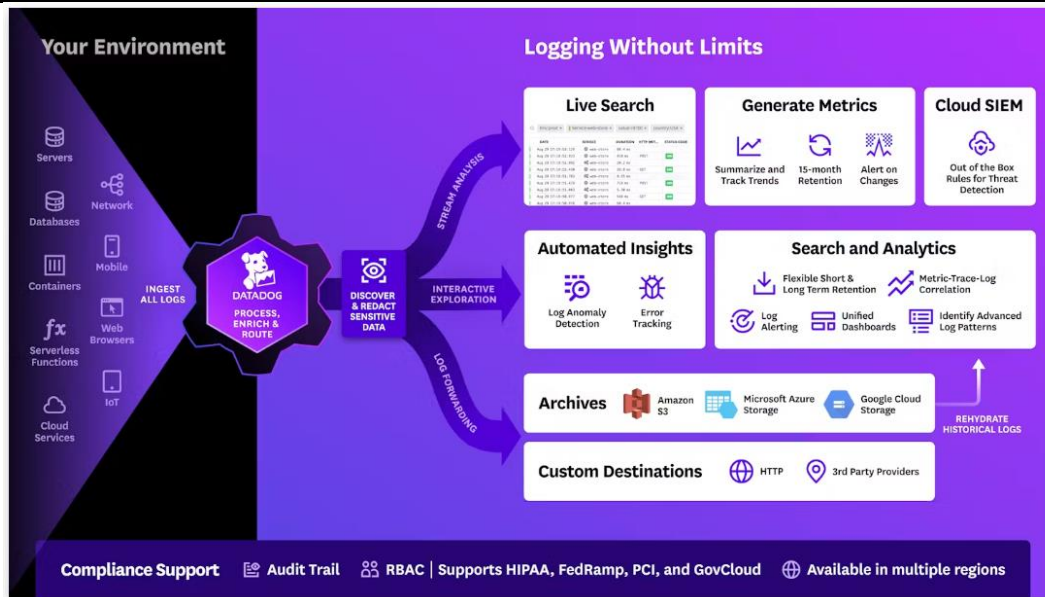 Your Environment
Servers
Network
Databases
Mobile
Containers
Web
Browsers
fx
Serverless
Functions
IoT
Cloud
Services
INGEST
ALL LOGS
DATADOG
PROCESS,
ENRICH &
ROUTE
DISCOVER
& REDACT
SENSITIVE
DATA
STREAM ANALYSIS
INTERACTIVE
EXPLORATION
LOG FORWARDING
Logging Without Limits
Live Search
DATE
SERVICE
DURATION
Generate Metrics
Summarize and
Track Trends
15-month
Retention
Alert on
Changes
Cloud SIEM
Out of the Box
Rules for Threat
Detection
Automated Insights
Log Anomaly
Detection
Error
Tracking
Search and Analytics
Flexible Short &
Long Term Retention
Metric-Trace-Log
Correlation
Log
Alerting
Unified
Dashboards
Identify Advanced
Log Patterns
Archives
Amazon
S3
Microsoft Azure
Storage
Google Cloud
Storage
REHYDRATE
HISTORICAL LOGS
Custom Destinations
HTTP
3rd Party Providers
Compliance Support
Audit Trail
RBAC | Supports HIPAA, FedRamp, PCI, and GovCloud
Available in multiple regions